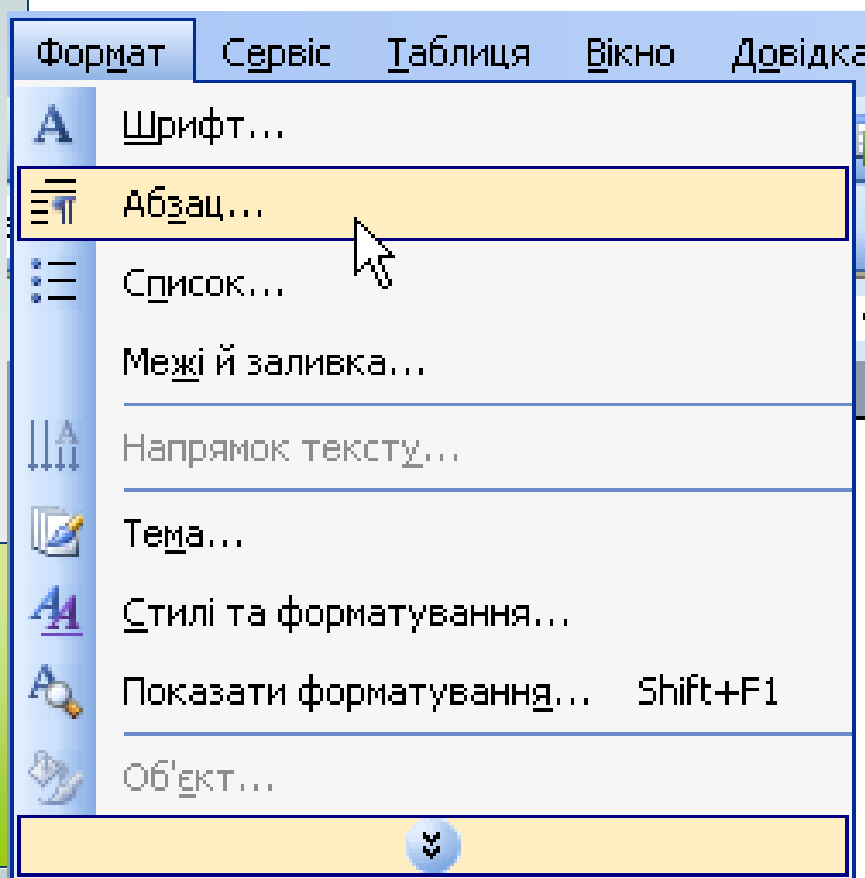 Формат Сервіс Таблиця Вікно Довідка
Шрифт...
Абзац...
Список...
Межі й заливка...
Напрямок тексту...
Тема...
Стилі та форматування...
Показати форматування... Shift+F1
Об'єкт...